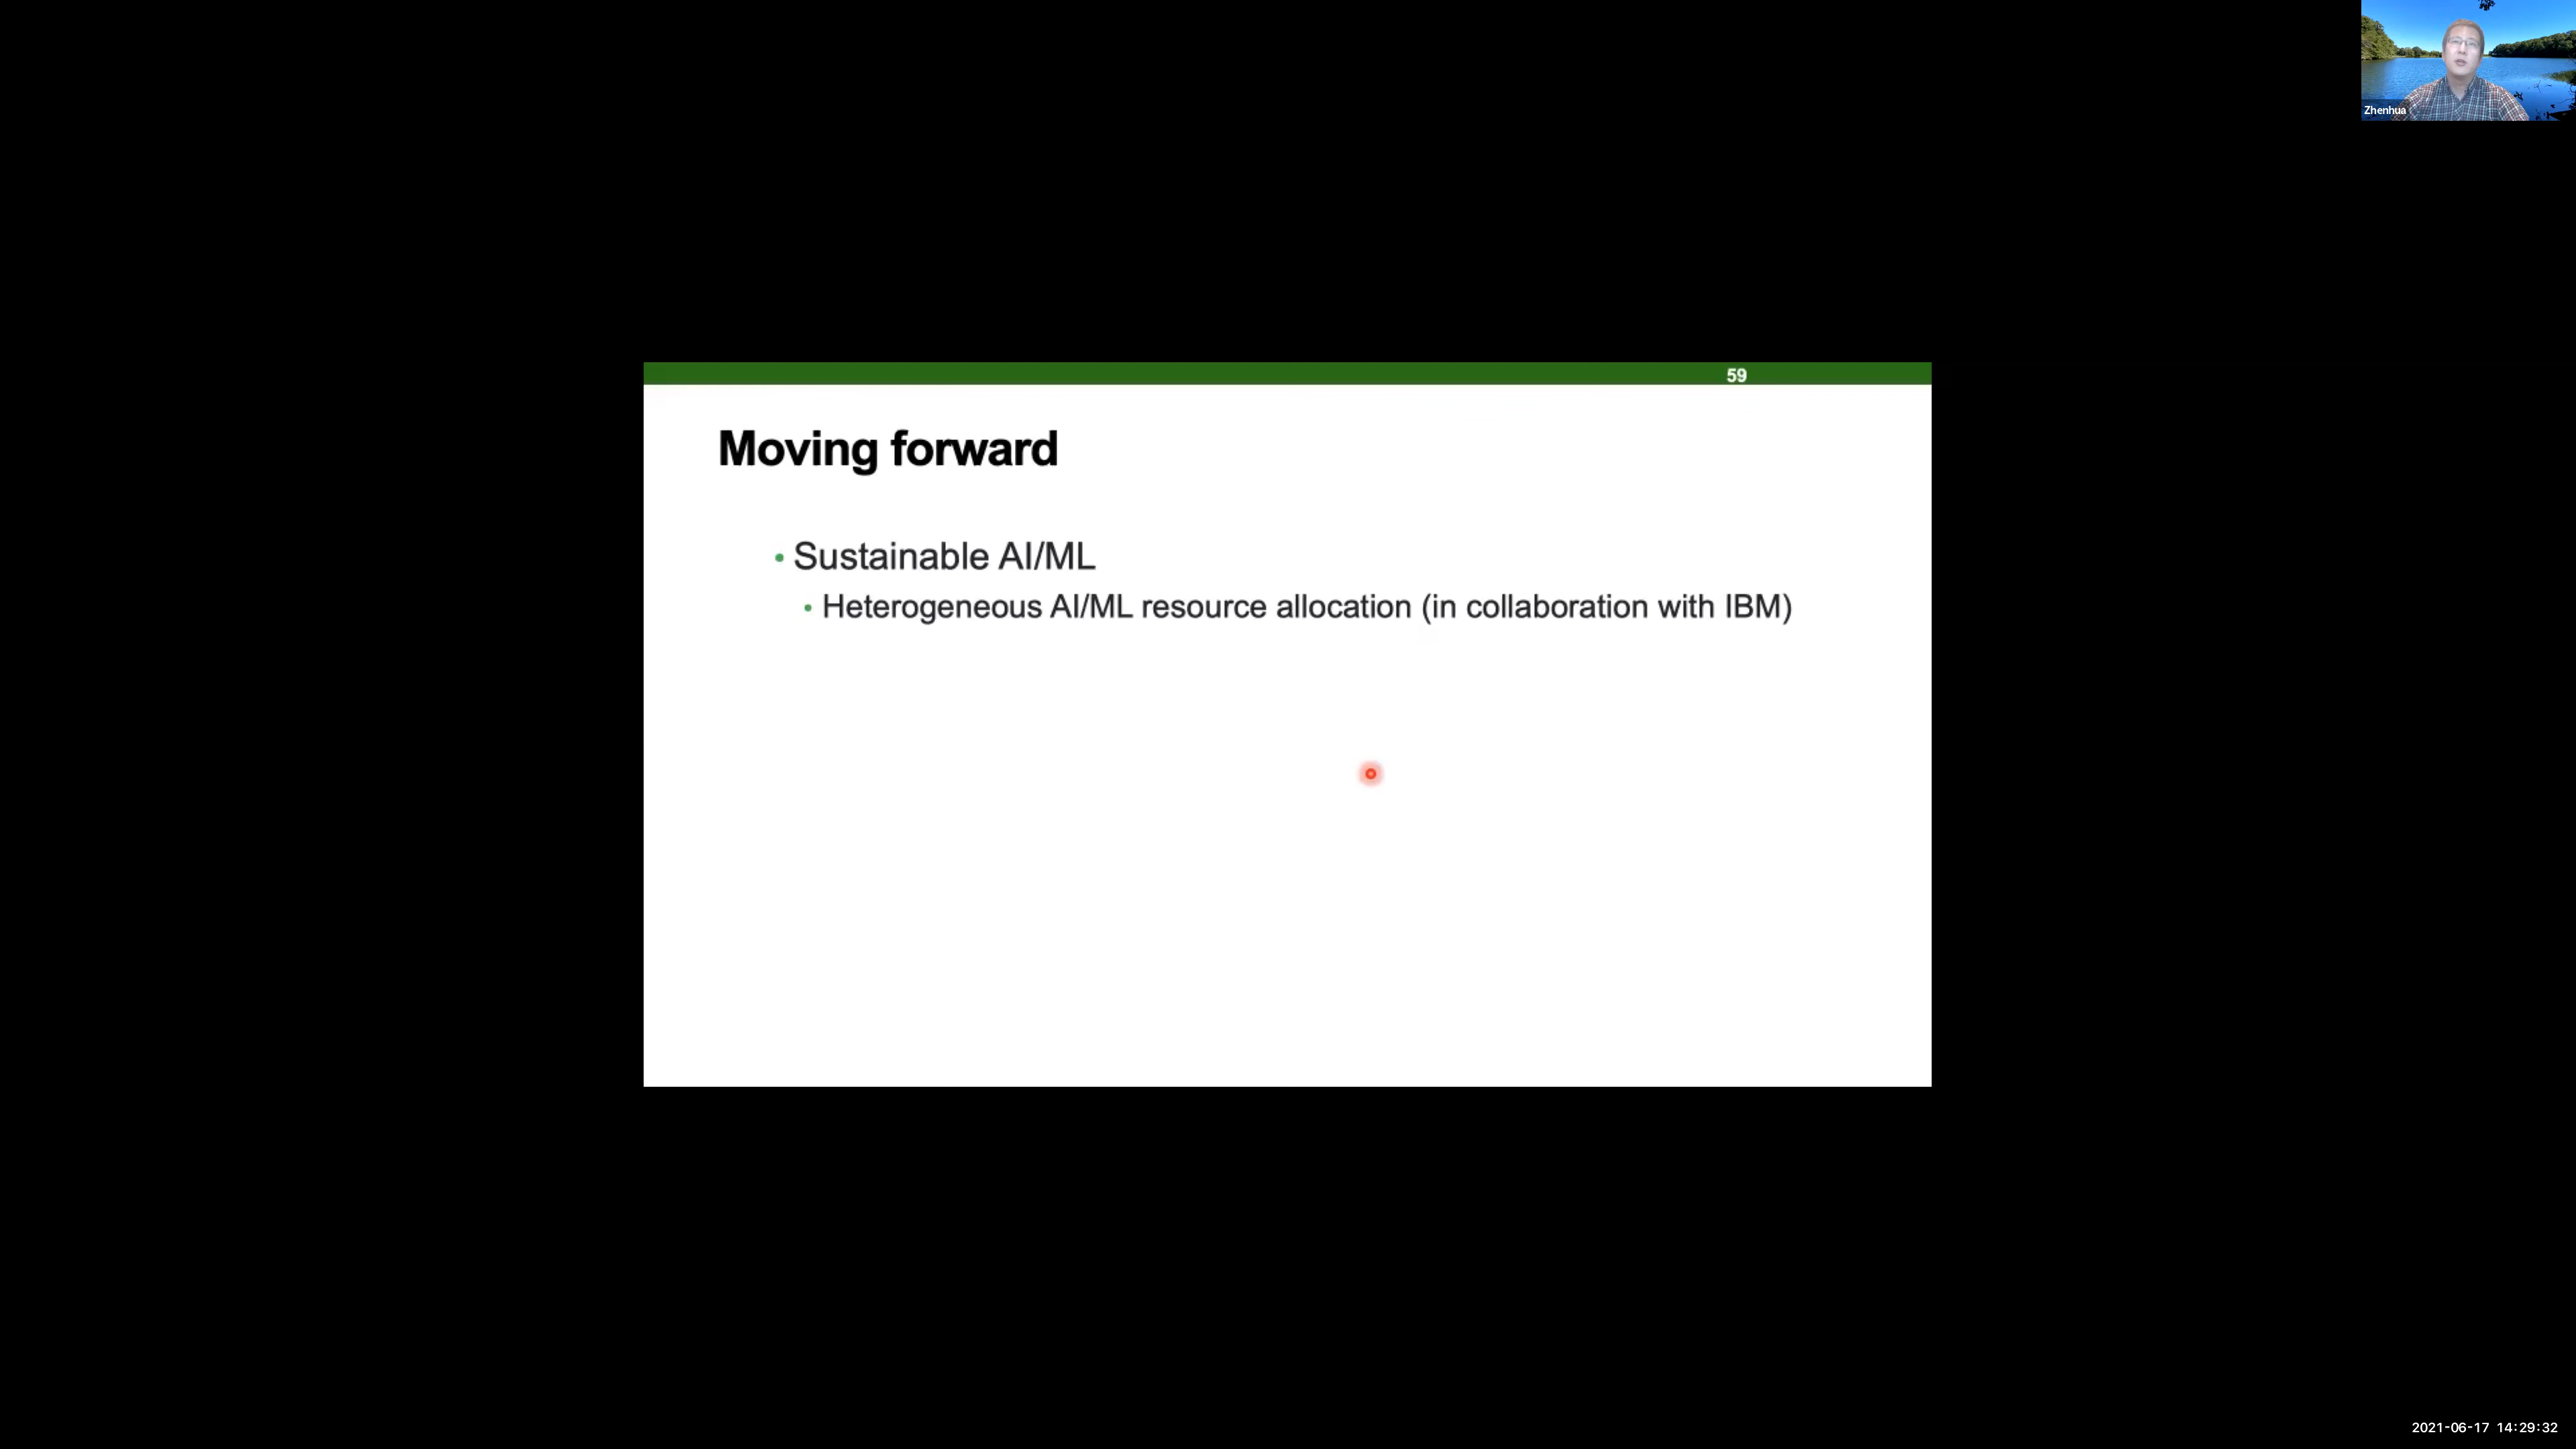 Zhenhua
59
Moving forward
• Sustainable AI/ML
• Heterogeneous AI/ML resource allocation (in collaboration with IBM)
2021-06-17 14:29:32